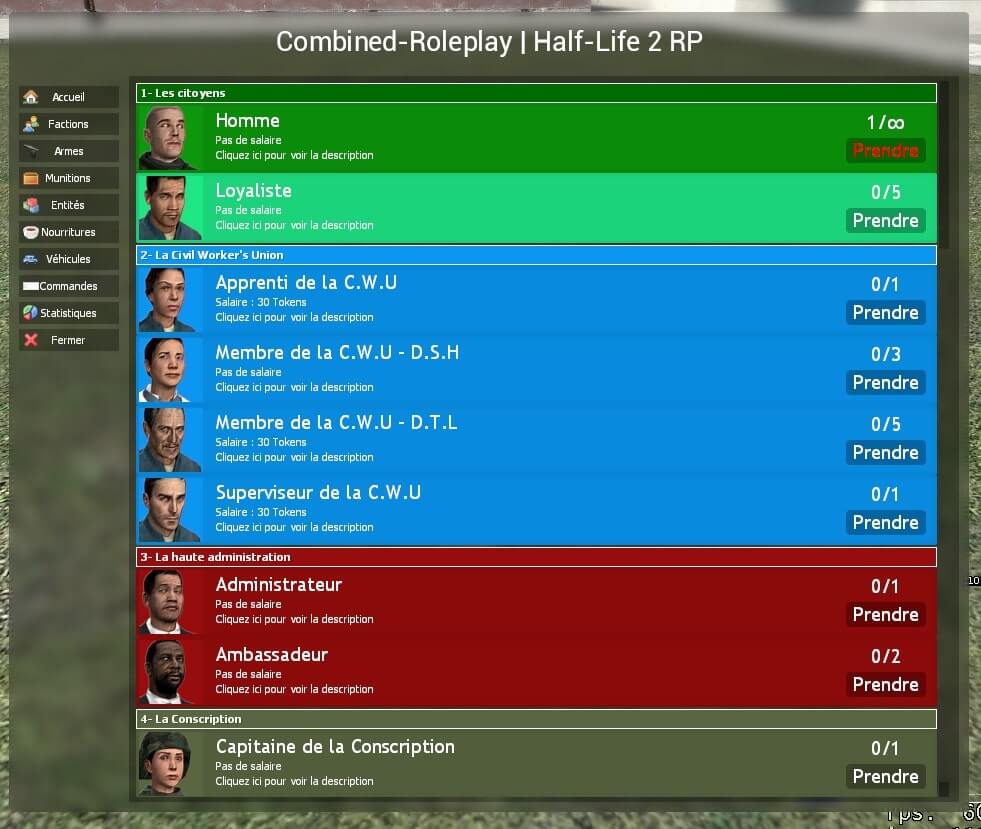 Combined-Roleplay | Half-Life 2 RP
Accueil
Factions
Armes
Munitions
Entités
Nourritures
Véhicules
Commandes
Statistiques
Fermer
1- Les citoyens
Homme
Pas de salaire
Cliquez ici pour voir la description
1/∞
Prendre
Loyaliste
Pas de salaire
Cliquez ici pour voir la description
0/5
Prendre
2- La Civil Worker's Union
Apprenti de la C.W.U
Salaire : 30 Tokens
Cliquez ici pour voir la description
0/1
Prendre
Membre de la C.W.U - D.S.H
Pas de salaire
Cliquez ici pour voir la description
0/3
Prendre
Membre de la C.W.U - D.T.L
Salaire : 30 Tokens
Cliquez ici pour voir la description
0/5
Prendre
Superviseur de la C.W.U
Salaire : 30 Tokens
Cliquez ici pour voir la description
0/1
Prendre
3- La haute administration
Administrateur
Pas de salaire
Cliquez ici pour voir la description
0/1
Prendre
Ambassadeur
Pas de salaire
Cliquez ici pour voir la description
0/2
Prendre
4- La Conscription
Capitaine de la Conscription
Pas de salaire
Cliquez ici pour voir la description
0/1
Prendre
10
fps: 60